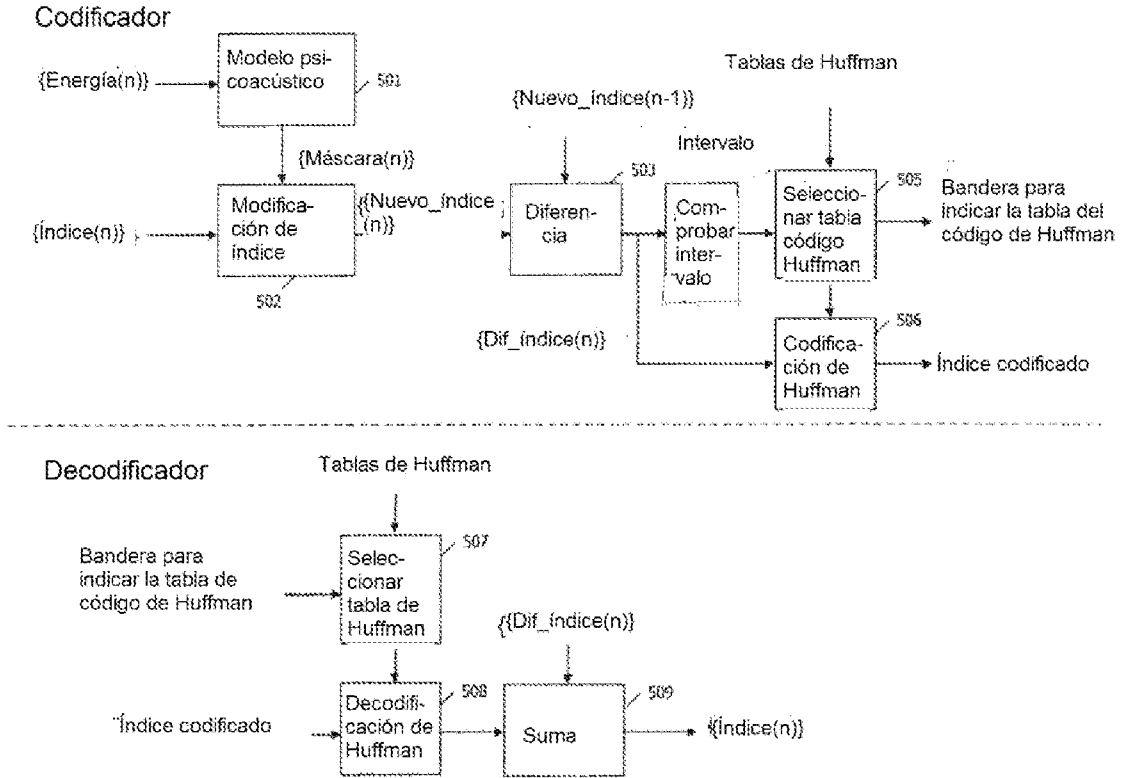 Codificador
{Energía(n)}
Modelo psi-
coacústico
501
{Máscara(n)}
{Índice(n)}
Modifica-
ción de
índice
502
{{Nuevo_índice
(n)}
{Nuevo_índice(n-1)}
Diferen-
cia
503
{Dif_índice(n)}
Intervalo
Com-
probar
inter-
valo
Tablas de Huffman
Seleccio-
nar tabla
código
Huffman
505
Bandera para
indicar la tabla del
código de Huffman
Codifica-
ción de
Huffman
506
Índice codificado
Decodificador
Tablas de Huffman
Bandera para
indicar la tabla de
código de Huffman
Selec-
cionar
tabla de
Huffman
507
Índice codificado
Decodifi-
cación de
Huffman
508
{{Dif_índice(n)}
Suma
509
{Índice(n)}